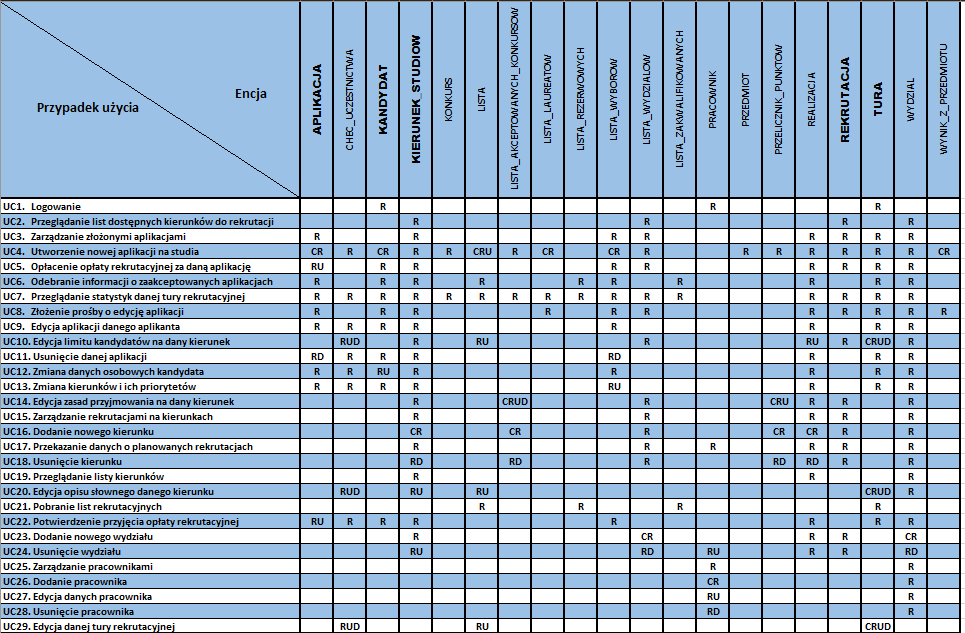 Przypadek użycia Encja APLIKACJA CHEC_UCZESTNICTWA KANDYDAT KIERUNEK_STUDIOW KONKURS LISTA LISTA_AKCEPTOWANYCH_KONKURSOW LISTA_LAUREATOW LISTA_REZERWOWYCH LISTA_WYBOROW LISTA_WYDZIALOW LISTA_ZAKWALIFIKOWANYCH PRACOWNIK PRZEDMIOT PRZELICZNIK_PUNKTOW REALIZACJA REKRUTACJA TURA WYDZIAL WYNIK_Z_PRZEDMIOTU
UC1. Logowanie R R R
UC2. Przeglądanie list dostępnych kierunków do rekrutacji R R R R
UC3. Zarządzanie złożonymi aplikacjami R R R R R R R R
UC4. Utworzenie nowej aplikacji na studia CR R CR R R CRU R CR CR R R R R R R R CR
UC5. Opłacenie opłaty rekrutacyjnej za daną aplikację RU R R R R R R R R
UC6. Odebranie informacji o zaakceptowanych aplikacjach R R R R R R R R R R
UC7. Przeglądanie statystyk danej tury rekrutacyjnej R R R R R R R R R R R R R R R R
UC8. Złożenie prośby o edycję aplikacji R R R R R R R R R R R
UC9. Edycja aplikacji danego aplikanta R R R R R R R R
UC10. Edycja limitu kandydatów na dany kierunek RUD R RU R RU R CRUD R
UC11. Usunięcie danej aplikacji RD R R R RD R R R
UC12. Zmiana danych osobowych kandydata R R RU R R R R R
UC13. Zmiana kierunków i ich priorytetów R R R R RU R R R
UC14. Edycja zasad przyjmowania na dany kierunek R CRUD R CRU R R R
UC15. Zarządzanie rekrutacjami na kierunkach R R R R R
UC16. Dodanie nowego kierunku CR CR R CR CR R R
UC17. Przekazanie danych o planowanych rekrutacjach R R R R R R
UC18. Usunięcie kierunku RD RD R RD RD R R
UC19. Przeglądanie listy kierunków R R R
UC20. Edycja opisu słownego danego kierunku RUD RU RU CRUD R
UC21. Pobranie list rekrutacyjnych R R R R
UC22. Potwierdzenie przyjęcia opłaty rekrutacyjnej RU R R R R R R R
UC23. Dodanie nowego wydziału R CR R R CR
UC24. Usunięcie wydziału RU RD RU R R RD
UC25. Zarządzanie pracownikami R R
UC26. Dodanie pracownika CR R
UC27. Edycja danych pracownika RU R
UC28. Usunięcie pracownika RD R
UC29. Edycja danej tury rekrutacyjnej RUD RU CRUD